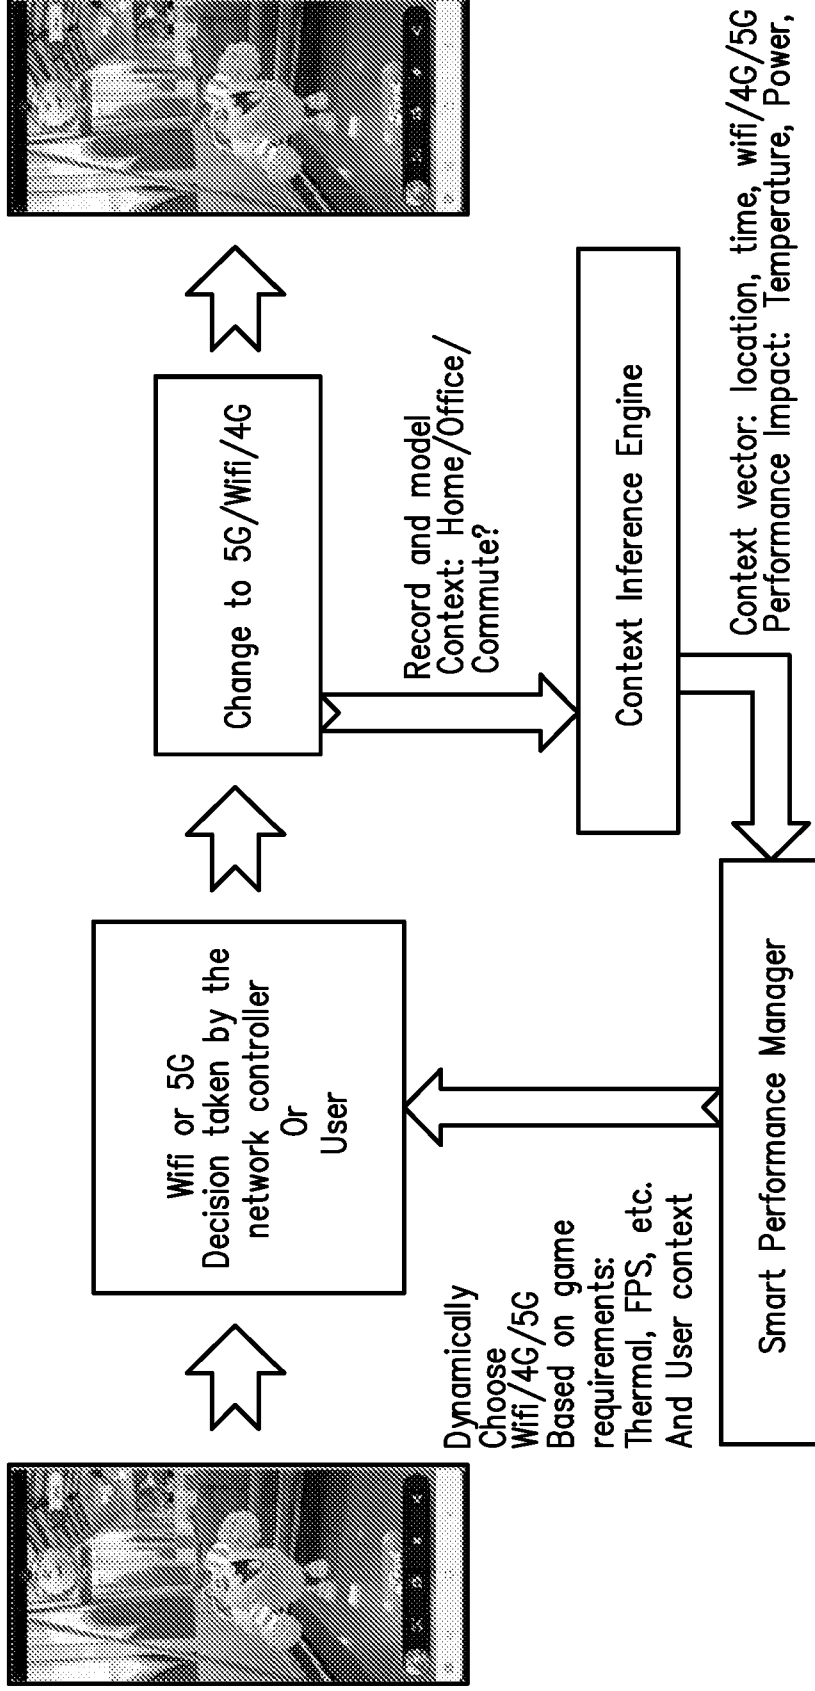 Wifi or 5G
Decision taken by the
network controller
Or
User
Change to 5G/Wifi/4G
Record and model
Context: Home/Office/
Commute?
Dynamically
Choose
Wifi/4G/5G
Based on game
requirements:
Thermal, FPS, etc.
And User context
Context Inference Engine
Smart Performance Manager
Context vector: location, time, wifi/4G/5G
Performance Impact: Temperature, Power,